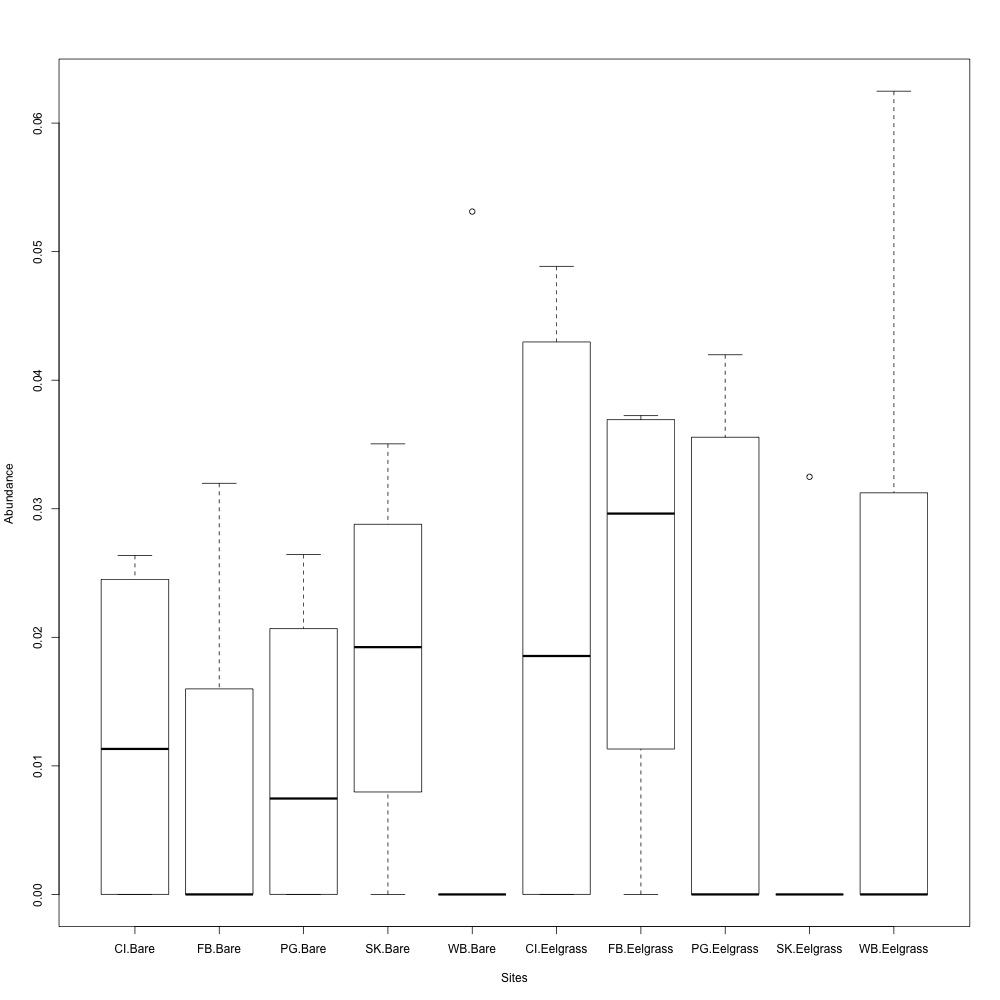 Abundance
0.06
0.05
0.04
0.03
0.02
0.01
0.00
CI.Bare FB.Bare PG.Bare SK.Bare WB.Bare CI.Eelgrass FB.Eelgrass PG.Eelgrass SK.Eelgrass WB.Eelgrass
Sites